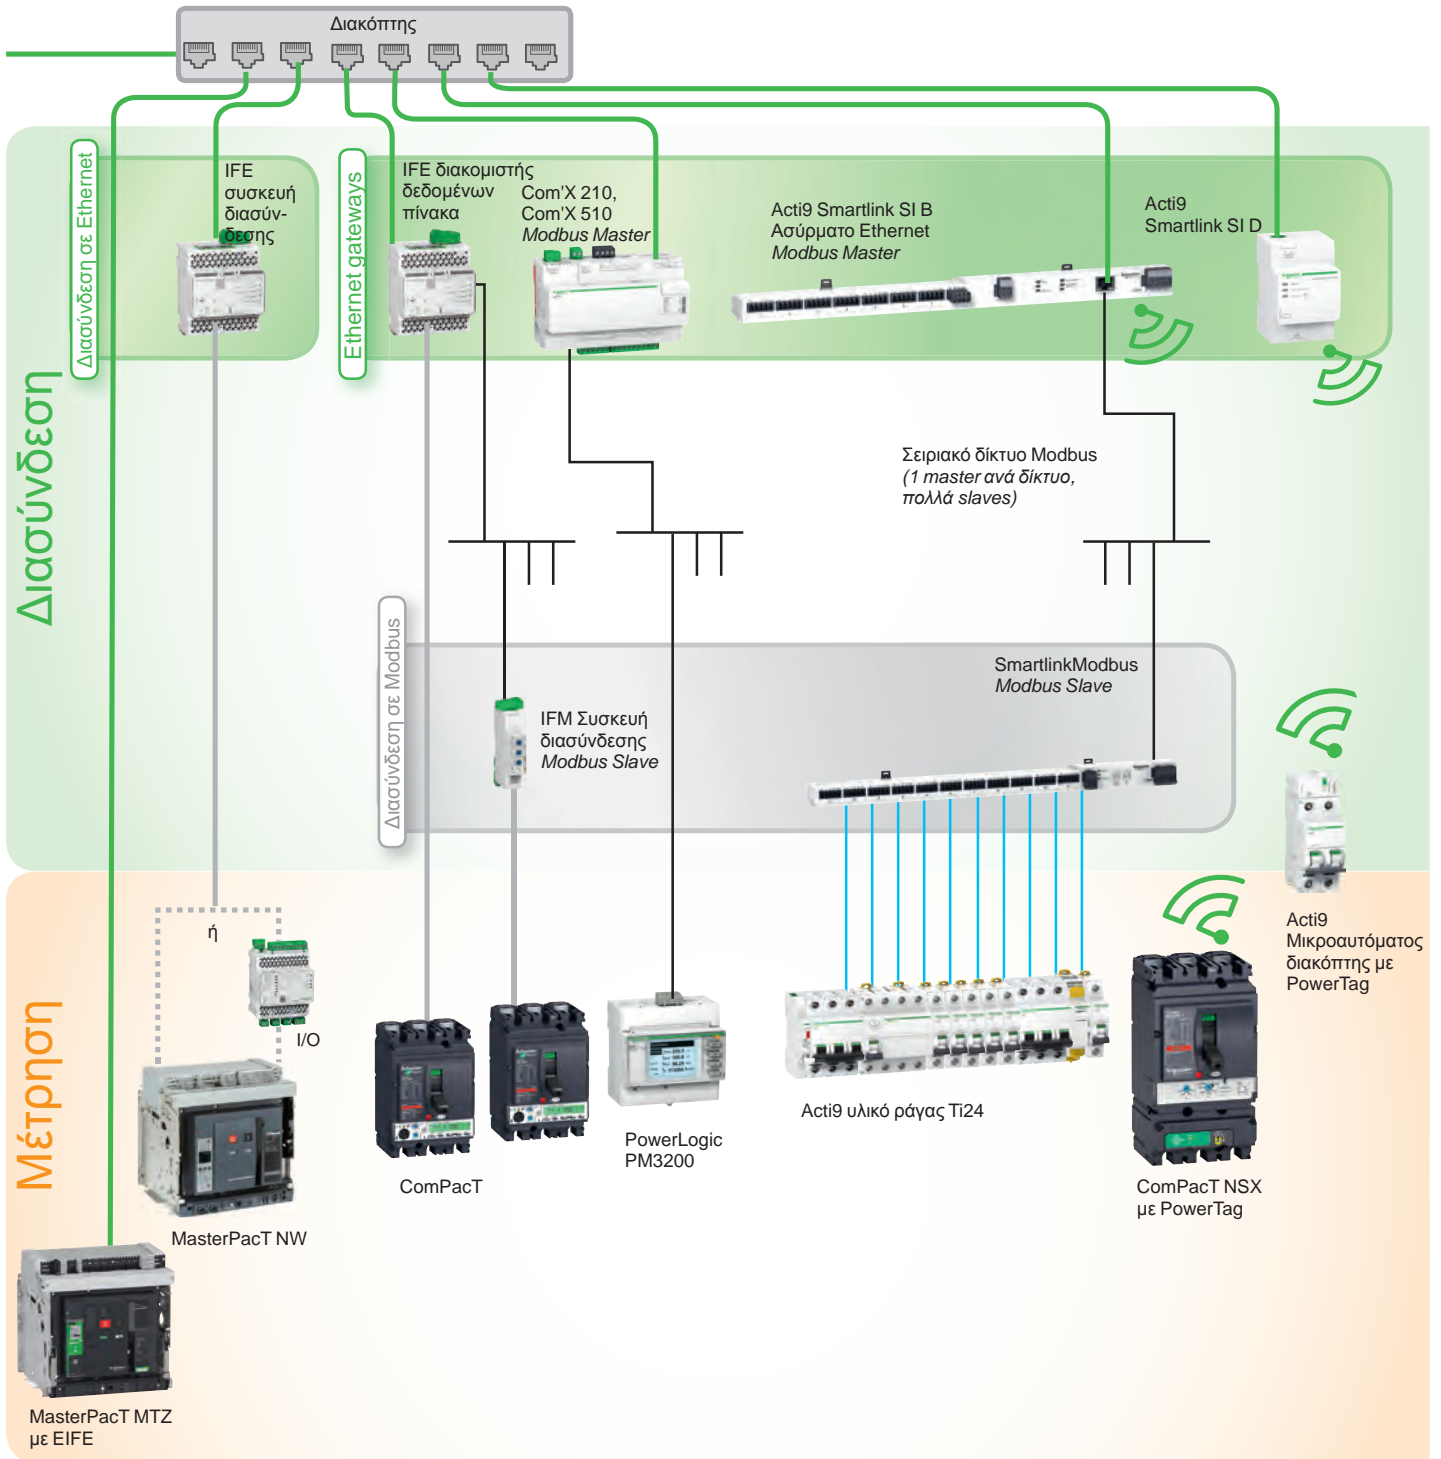 Διακόπτης
Διασύνδεση σε Ethernet
IFE
συσκευή
διασύν-
δεσης
Ethernet gateways
IFE διακομιστής
δεδομένων
πίνακα
Com'X 210,
Com'X 510
Modbus Master
Acti9 Smartlink SI B
Ασύρματο Ethernet
Modbus Master
Acti9
Smartlink SI D
Διασύνδεση
Σειριακό δίκτυο Modbus
(1 master ανά δίκτυο,
πολλά slaves)
Διασύνδεση σε Modbus
IFM Συσκευή
διασύνδεσης
Modbus Slave
SmartlinkModbus
Modbus Slave
Acti9
Μικροαυτόματος
διακόπτης με
PowerTag
Μέτρηση
ή
I/O
MasterPacT NW
ComPacT
PowerLogic
PM3200
Acti9 υλικό ράγας Ti24
ComPacT NSX
με PowerTag
MasterPacT MTZ
με EIFE